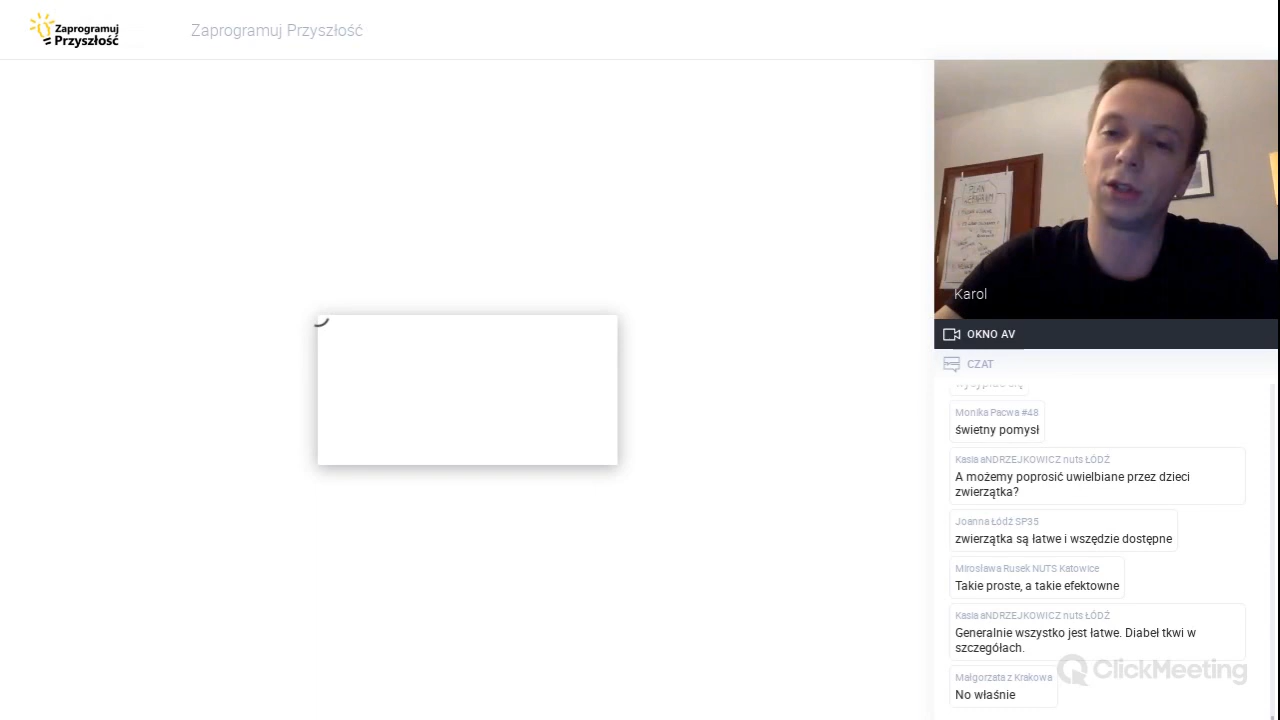 Zaprogramuj
Przyszłość
Zaprogramuj Przyszłość
PLAN
Karol
OKNO AV
CZAT
Monika Pacwa #48
świetny pomysł
Kasia aNDRZEJKOWICZ nuts ŁÓDŹ
A możemy poprosić uwielbiane przez dzieci
zwierzątka?
Joanna Łódź SP35
zwierzątka są łatwe i wszędzie dostępne
Mirosława Rusek NUTS Katowice
Takie proste, a takie efektowne
Kasia aNDRZEJKOWICZ nuts ŁÓDŹ
Generalnie wszystko jest łatwe. Diabeł tkwi w
szczegółach.
ClickMeeting
Małgorzata z Krakowa
No właśnie